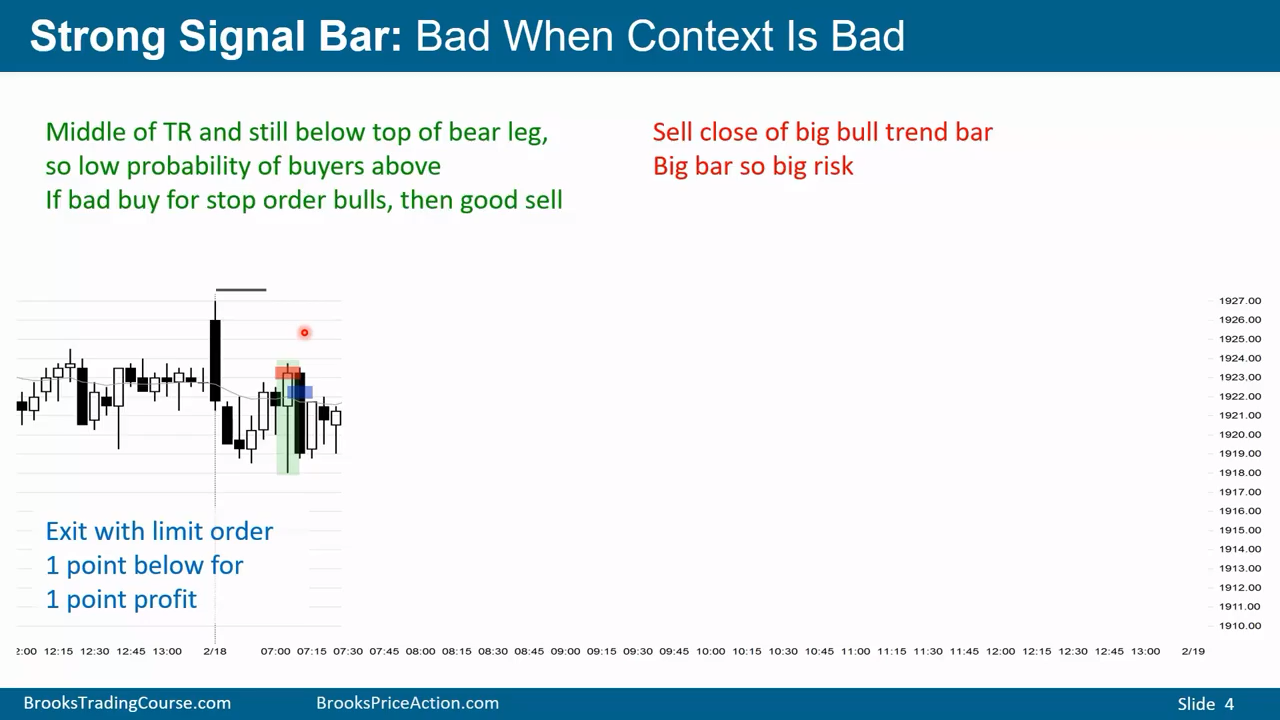 Strong Signal Bar: Bad When Context Is Bad
Middle of TR and still below top of bear leg,
so low probability of buyers above
If bad buy for stop order bulls, then good sell
Sell close of big bull trend bar
Big bar so big risk
1927.00
1926.00
1925.00
1924.00
1923.00
1922.00
1921.00
1920.00
1919.00
1918.00
1917.00
1916.00
1915.00
1914.00
1913.00
1912.00
1911.00
1910.00
Exit with limit order
1 point below for
1 point profit
2:00 12:15 12:30 12:45 13:00 2/18 07:00 07:15 07:30 07:45 08:00 08:15 08:30 08:45 09:00 09:15 09:30 09:45 10:00 10:15 10:30 10:45 11:00 11:15 11:30 11:45 12:00 12:15 12:30 12:45 13:00 2/19
BrooksTradingCourse.com BrooksPriceAction.com Slide 4